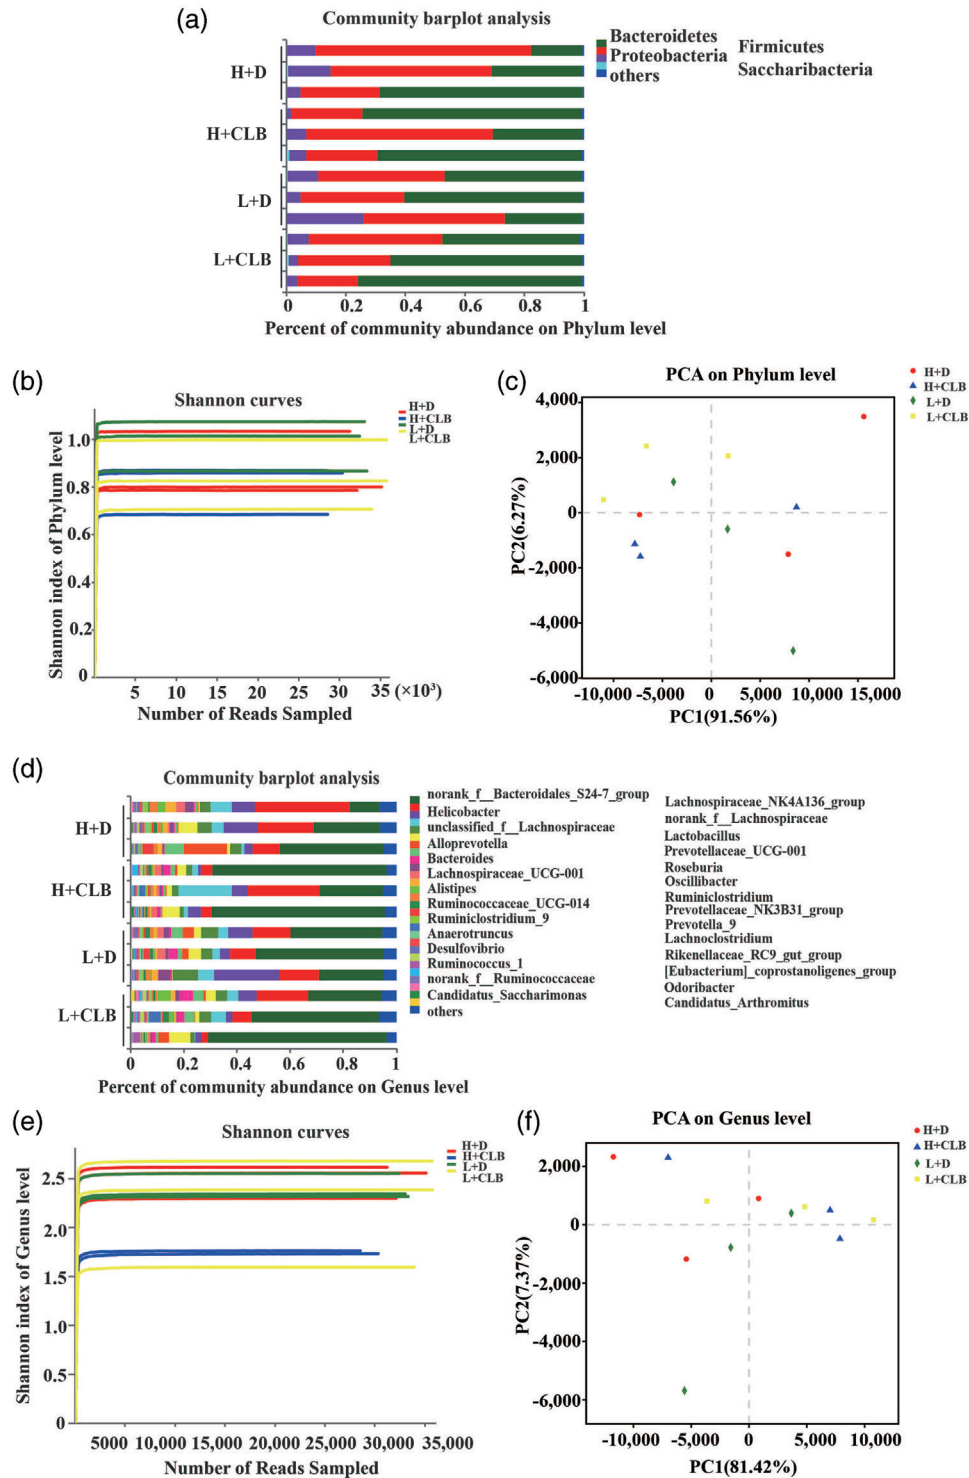 (a)
Community barplot analysis
Bacteroidetes
Proteobacteria Firmicutes
others Saccharibacteria
H+D
H+CLB
L+D
L+CLB
0 0.2 0.4 0.6 0.8 1
Percent of community abundance on Phylum level
(b)
Shannon curves
H+D
H+CLB
L+D
L+CLB
Shannon index of Phylum level
1.0
0.8
0.6
0.4
0.2
0
5 10 15 20 25 30 35 (×10³)
Number of Reads Sampled
(c)
PCA on Phylum level
H+D
H+CLB
L+D
L+CLB
PC2(6.27%)
4,000
2,000
0
-2,000
-4,000
-6,000
-10,000 -5,000 0 5,000 10,000 15,000
PC1(91.56%)
(d)
Community barplot analysis
H+D
H+CLB
L+D
L+CLB
0 0.2 0.4 0.6 0.8 1
Percent of community abundance on Genus level
norank_f__Bacteroidales_S24-7_group
Helicobacter
unclassified_f__Lachnospiraceae
Alloprevotella
Bacteroides
Lachnospiraceae_UCG-001
Alistipes
Ruminococcaceae_UCG-014
Ruminiclostridium_9
Anaerotruncus
Desulfovibrio
Ruminococcus_1
norank_f__Ruminococcaceae
Candidatus_Saccharimonas
others
Lachnospiraceae_NK4A136_group
norank_f__Lachnospiraceae
Lactobacillus
Prevotellaceae_UCG-001
Roseburia
Oscillibacter
Ruminiclostridium
Prevotellaceae_NK3B31_group
Prevotella_9
Lachnoclostridium
Rikenellaceae_RC9_gut_group
[Eubacterium]_coprostanoligenes_group
Odoribacter
Candidatus_Arthromitus
(e)
Shannon curves
H+D
H+CLB
L+D
L+CLB
Shannon index of Genus level
2.5
2.0
1.5
1.0
0.5
0
5000 10,000 15,000 20,000 25,000 30,000 35,000
Number of Reads Sampled
(f)
PCA on Genus level
H+D
H+CLB
L+D
L+CLB
PC2(7.37%)
2,000
0
-2,000
-4,000
-6,000
-10,000 -5,000 0 5,000 10,000
PC1(81.42%)